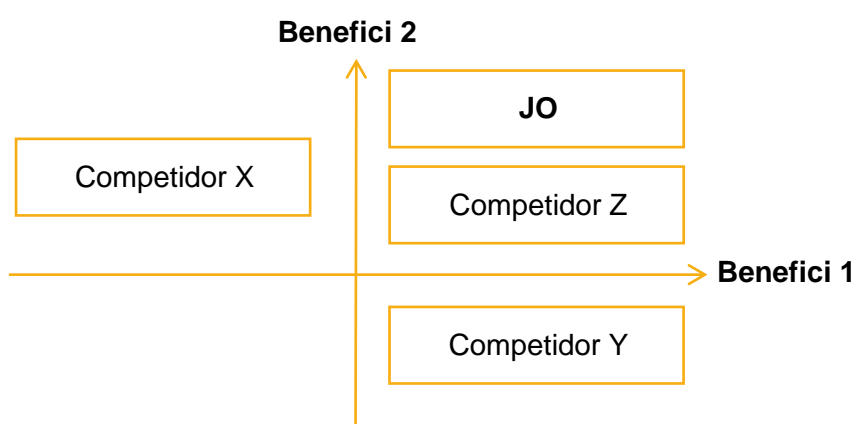 Benefici 2
JO
Competidor X
Competidor Z
Benefici 1
Competidor Y